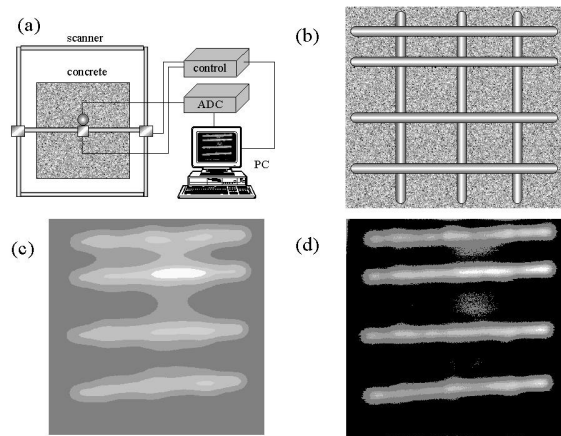 (a)
scanner
concrete
control
ADC
PC
(b)
(c)
(d)